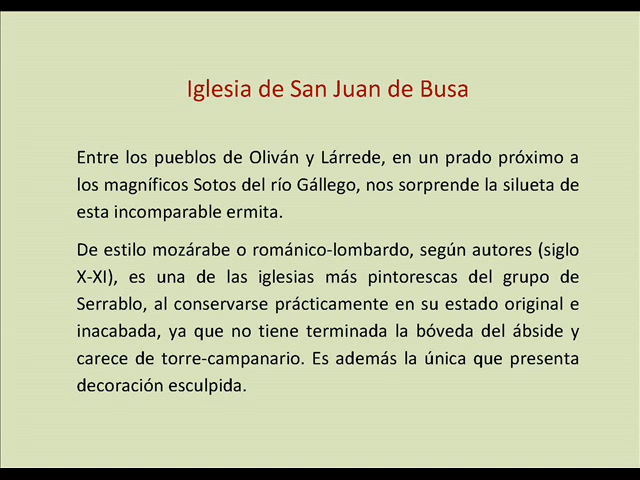 Iglesia de San Juan de Busa
Entre los pueblos de Oliván y Lárrede, en un prado próximo a
los magníficos Sotos del río Gállego, nos sorprende la silueta de
esta incomparable ermita.
De estilo mozárabe o románico-lombardo, según autores (siglo
X-XI), es una de las iglesias más pintorescas del grupo de
Serrablo, al conservarse prácticamente en su estado original e
inacabada, ya que no tiene terminada la bóveda del ábside y
carece de torre-campanario. Es además la única que presenta
decoración esculpida.